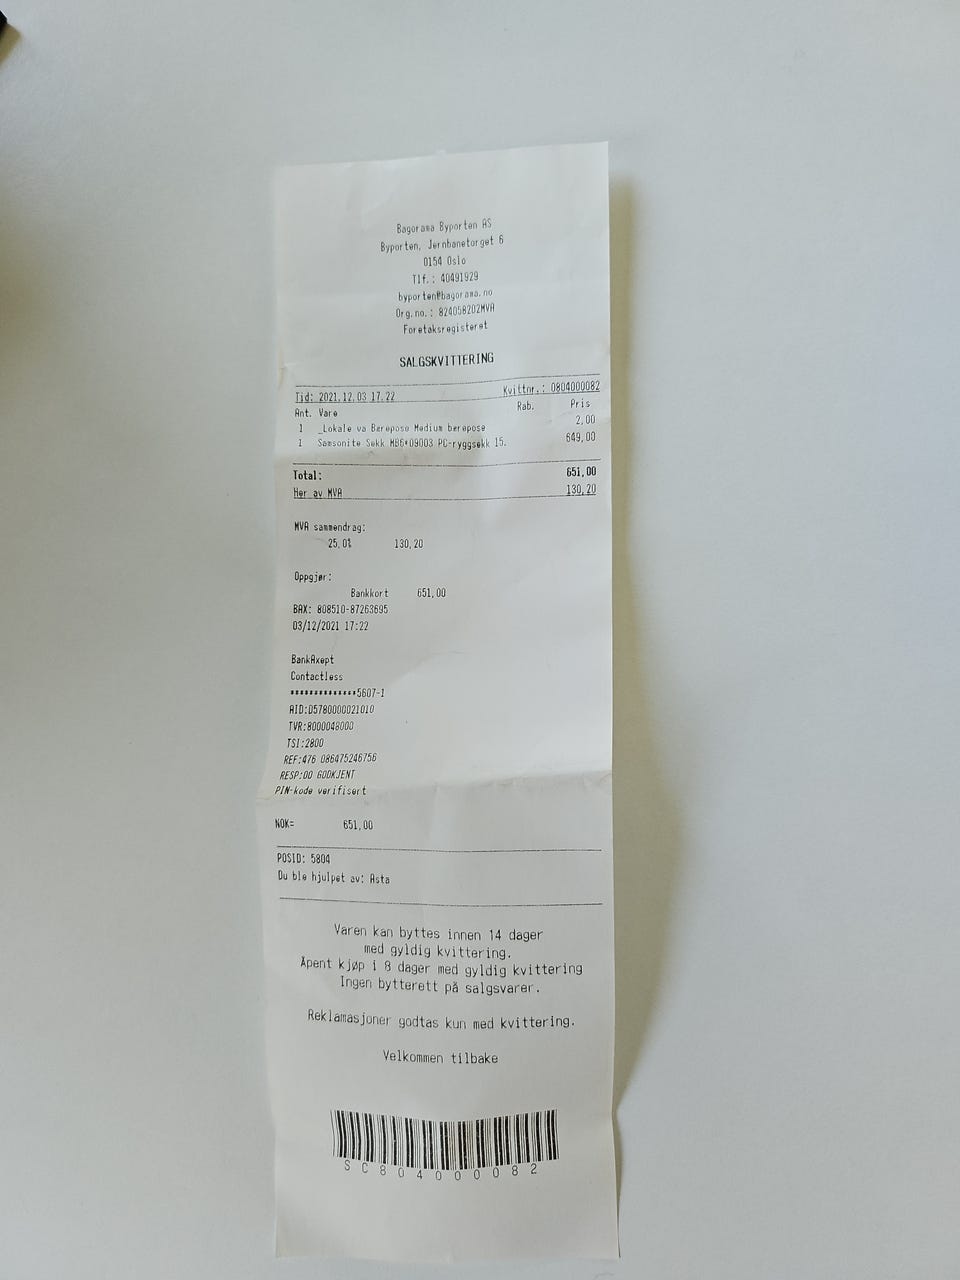 Bagorama Byporten AS
Byporten, Jernbanetorget 6
0154 Oslo
Tlf.: 40491929
byporten@bagorama.no
Org.no.: 824058202MVA
Foretaksregisteret
SALGSKVITTERING
Tid: 2021.12.03 17.22 Kvittnr.: 0804000082
Ant. Vare Rab. Pris
1 _Lokale va Bærepose Medium bærepose 2,00
1 Samsonite Sekk MB6*09003 PC-ryggsekk 15. 649,00
Total: 651,00
Her av MVA 130,20
MVA sammendrag:
25,0% 130,20
Oppgjør:
Bankkort 651,00
BAX: 808510-87263695
03/12/2021 17:22
BankAxept
Contactless
**************5607-1
AID:D5780000021010
TVR:8000048000
TSI:2800
REF:476 086475246756
RESP:00 GODKJENT
PIN-kode verifisert
NOK= 651,00
POSID: 5804
Du ble hjulpet av: Asta
Varen kan byttes innen 14 dager
med gyldig kvittering.
Åpent kjøp i 8 dager med gyldig kvittering
Ingen bytterett på salgsvarer.
Reklamasjoner godtas kun med kvittering.
Velkommen tilbake
SC804000082